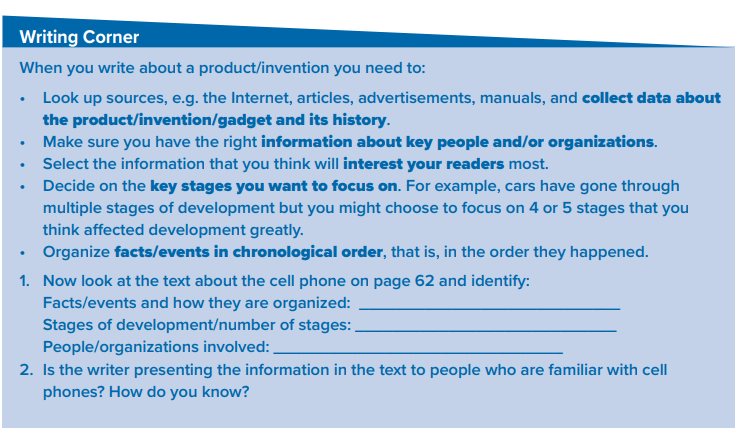 Writing Corner
When you write about a product/invention you need to:
• Look up sources, e.g. the Internet, articles, advertisements, manuals, and collect data about
the product/invention/gadget and its history.
• Make sure you have the right information about key people and/or organizations.
• Select the information that you think will interest your readers most.
• Decide on the key stages you want to focus on. For example, cars have gone through
multiple stages of development but you might choose to focus on 4 or 5 stages that you
think affected development greatly.
• Organize facts/events in chronological order, that is, in the order they happened.
1. Now look at the text about the cell phone on page 62 and identify:
Facts/events and how they are organized: ____________________
Stages of development/number of stages: ____________________
People/organizations involved: ____________________
2. Is the writer presenting the information in the text to people who are familiar with cell
phones? How do you know?